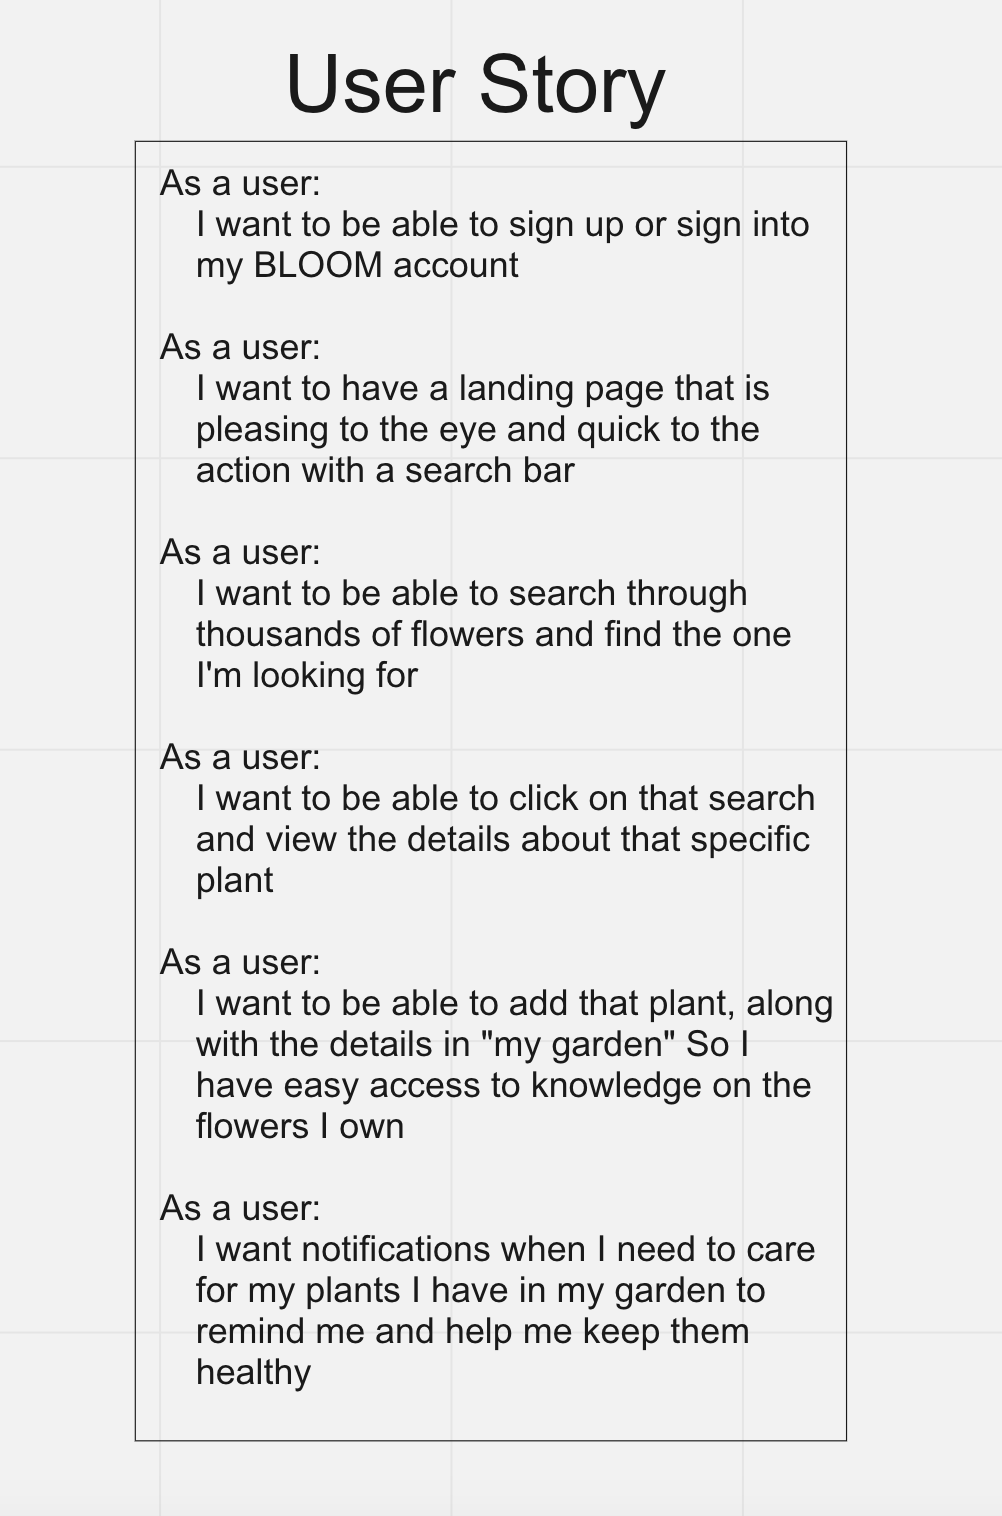 User Story
As a user:
I want to be able to sign up or sign into
my BLOOM account
As a user:
I want to have a landing page that is
pleasing to the eye and quick to the
action with a search bar
As a user:
I want to be able to search through
thousands of flowers and find the one
I'm looking for
As a user:
I want to be able to click on that search
and view the details about that specific
plant
As a user:
I want to be able to add that plant, along
with the details in "my garden" So I
have easy access to knowledge on the
flowers I own
As a user:
I want notifications when I need to care
for my plants I have in my garden to
remind me and help me keep them
healthy